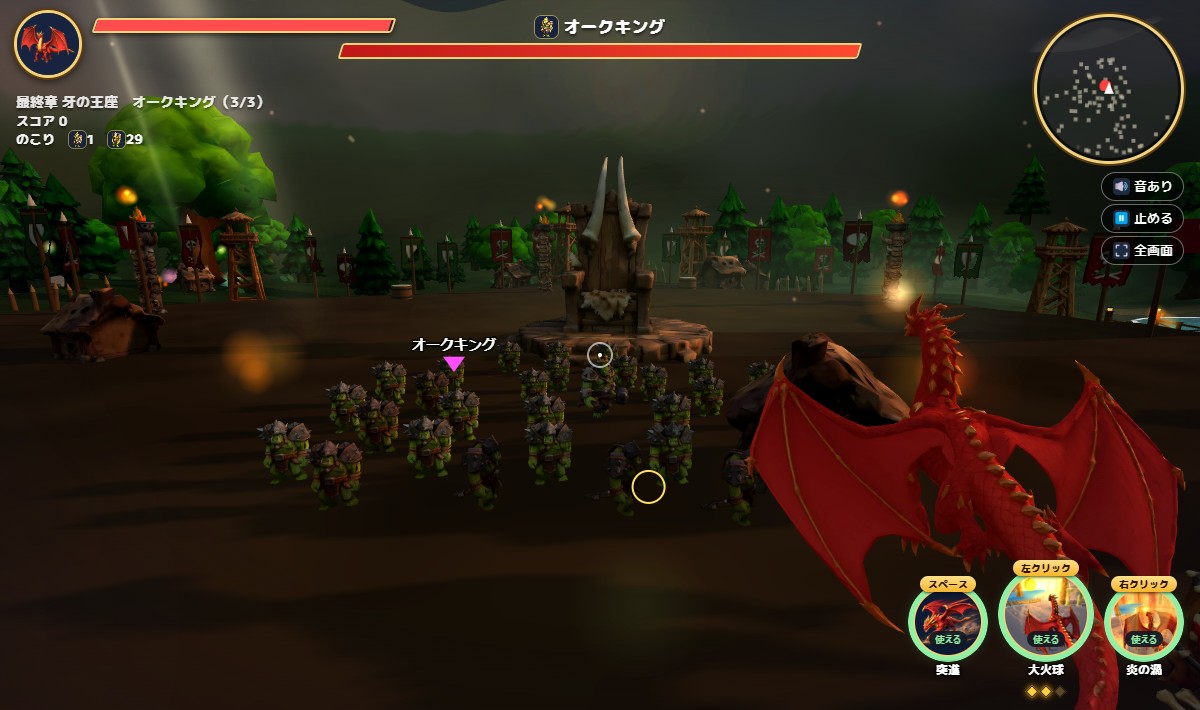 オークキング
最終章 牙の王座　オークキング（3/3）
スコア 0
のこり 1 29
音あり
止める
全画面
オークキング
スペース
左クリック
右クリック
使える
使える
使える
突進
大火球
炎の渦